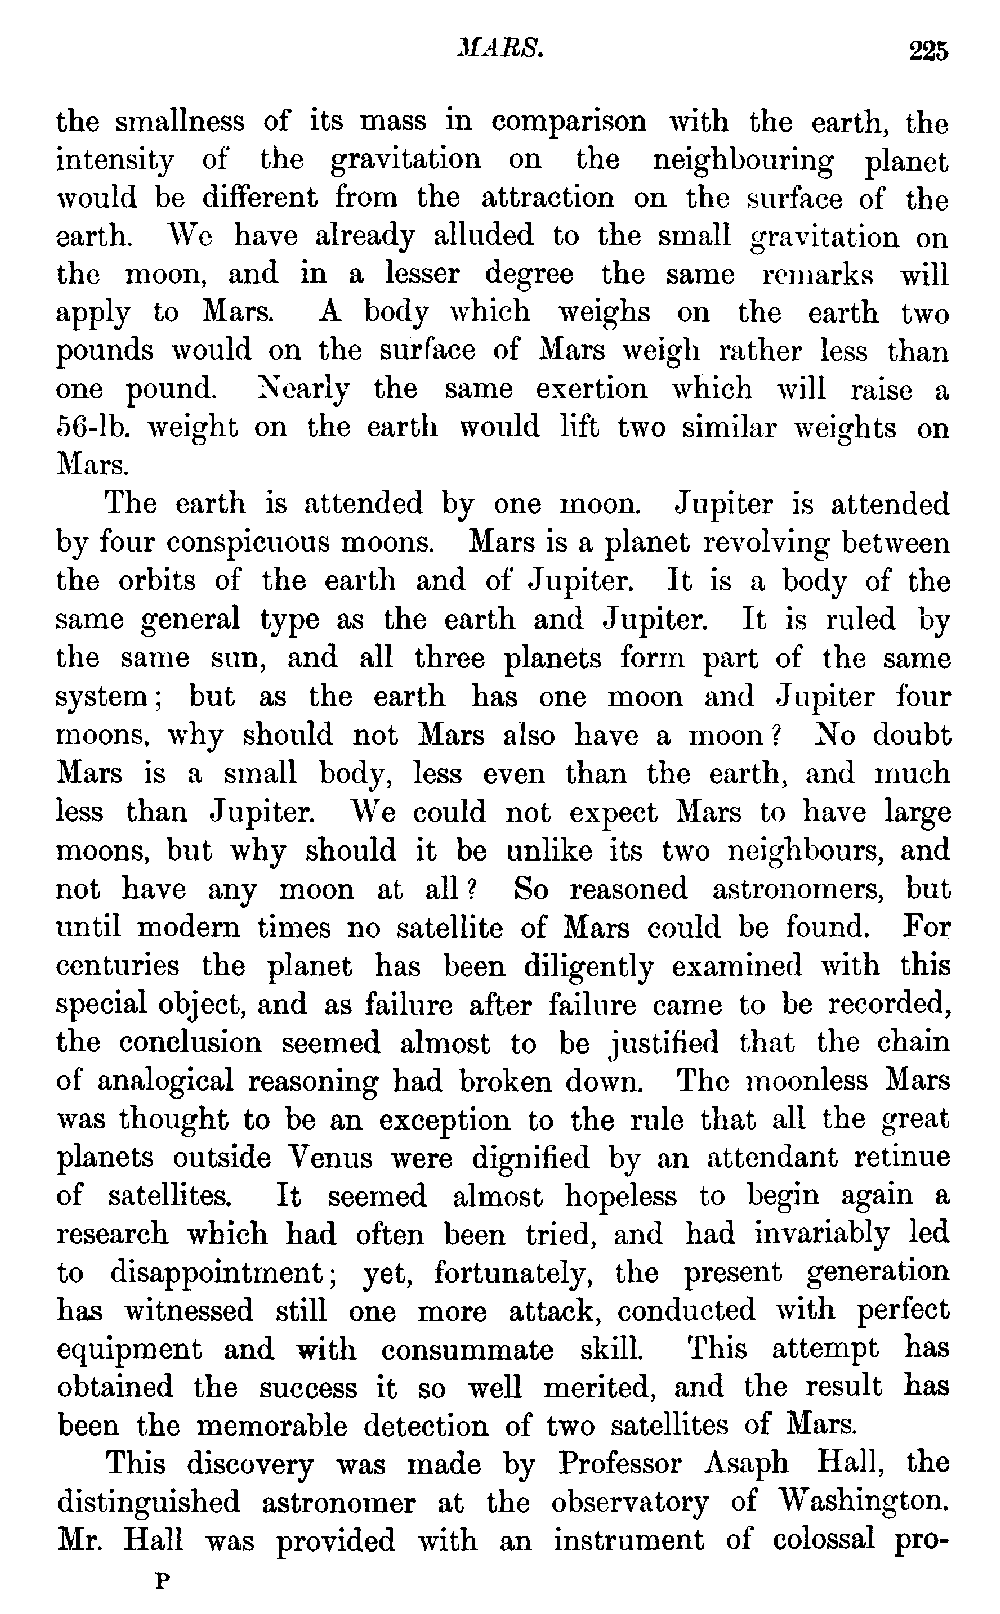 MARS. 225
the smallness of its mass in comparison with the earth, the
intensity of the gravitation on the neighbouring planet
would be different from the attraction on the surface of the
earth. We have already alluded to the small gravitation on
the moon, and in a lesser degree the same remarks will
apply to Mars. A body which weighs on the earth two
pounds would on the surface of Mars weigh rather less than
one pound. Nearly the same exertion which will raise a
56-lb. weight on the earth would lift two similar weights on
Mars.
The earth is attended by one moon. Jupiter is attended
by four conspicuous moons. Mars is a planet revolving between
the orbits of the earth and of Jupiter. It is a body of the
same general type as the earth and Jupiter. It is ruled by
the same sun, and all three planets form part of the same
system; but as the earth has one moon and Jupiter four
moons, why should not Mars also have a moon? No doubt
Mars is a small body, less even than the earth, and much
less than Jupiter. We could not expect Mars to have large
moons, but why should it be unlike its two neighbours, and
not have any moon at all? So reasoned astronomers, but
until modern times no satellite of Mars could be found. For
centuries the planet has been diligently examined with this
special object, and as failure after failure came to be recorded,
the conclusion seemed almost to be justified that the chain
of analogical reasoning had broken down. The moonless Mars
was thought to be an exception to the rule that all the great
planets outside Venus were dignified by an attendant retinue
of satellites. It seemed almost hopeless to begin again a
research which had often been tried, and had invariably led
to disappointment; yet, fortunately, the present generation
has witnessed still one more attack, conducted with perfect
equipment and with consummate skill. This attempt has
obtained the success it so well merited, and the result has
been the memorable detection of two satellites of Mars.
This discovery was made by Professor Asaph Hall, the
distinguished astronomer at the observatory of Washington.
Mr. Hall was provided with an instrument of colossal pro-
P